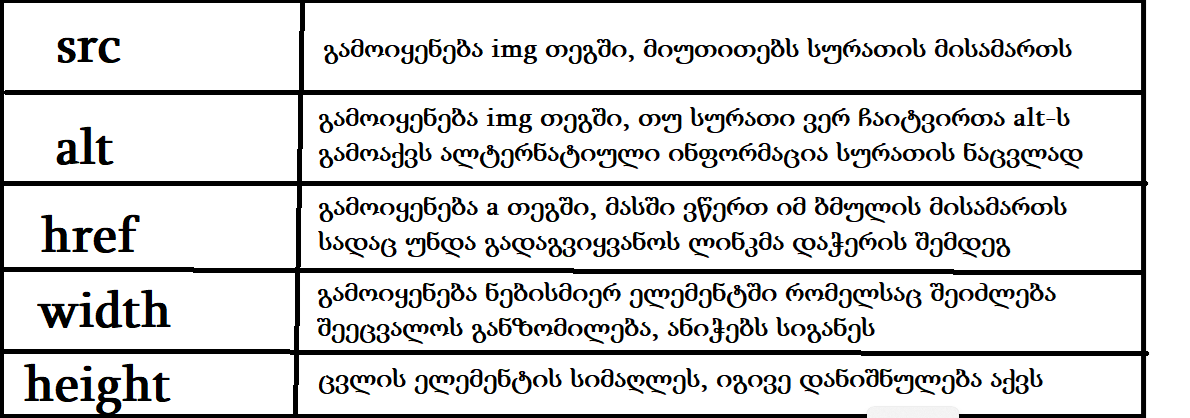 src
გამოიყენება img თეგში, მიუთითებს სურათის მისამართს
alt
გამოიყენება img თეგში, თუ სურათი ვერ ჩაიტვირთა alt-ს
გამოაქვს ალტერნატიული ინფორმაცია სურათის ნაცვლად
href
გამოიყენება a თეგში, მასში ვწერთ იმ ბმულის მისამართს
სადაც უნდა გადაგვიყვანოს ლინკმა დაჭერის შემდეგ
width
გამოიყენება ნებისმიერ ელემენტში რომელსაც შეიძლება
შეეცვალოს განზომილება, ანიჭებს სიგანეს
height
ცვლის ელემენტის სიმაღლეს, იგივე დანიშნულება აქვს